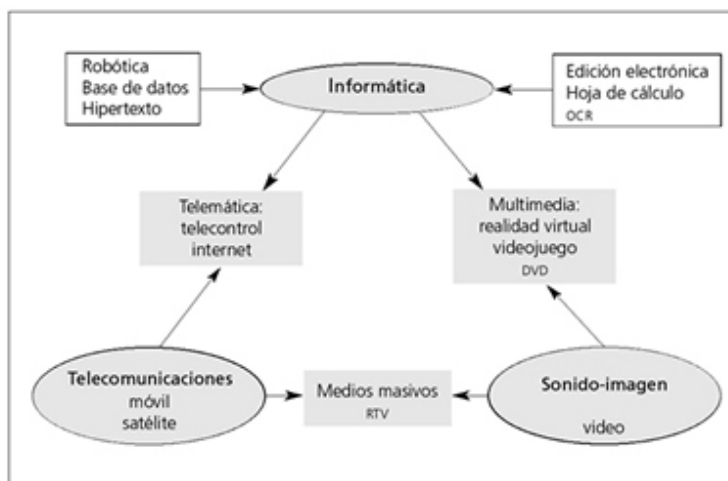 Robótica
Base de datos
Hipertexto
Informática
Edición electrónica
Hoja de cálculo
OCR
Telemática:
telecontrol
internet
Multimedia:
realidad virtual
videojuego
DVD
Telecomunicaciones
móvil
satélite
Medios masivos
RTV
Sonido-imagen
video